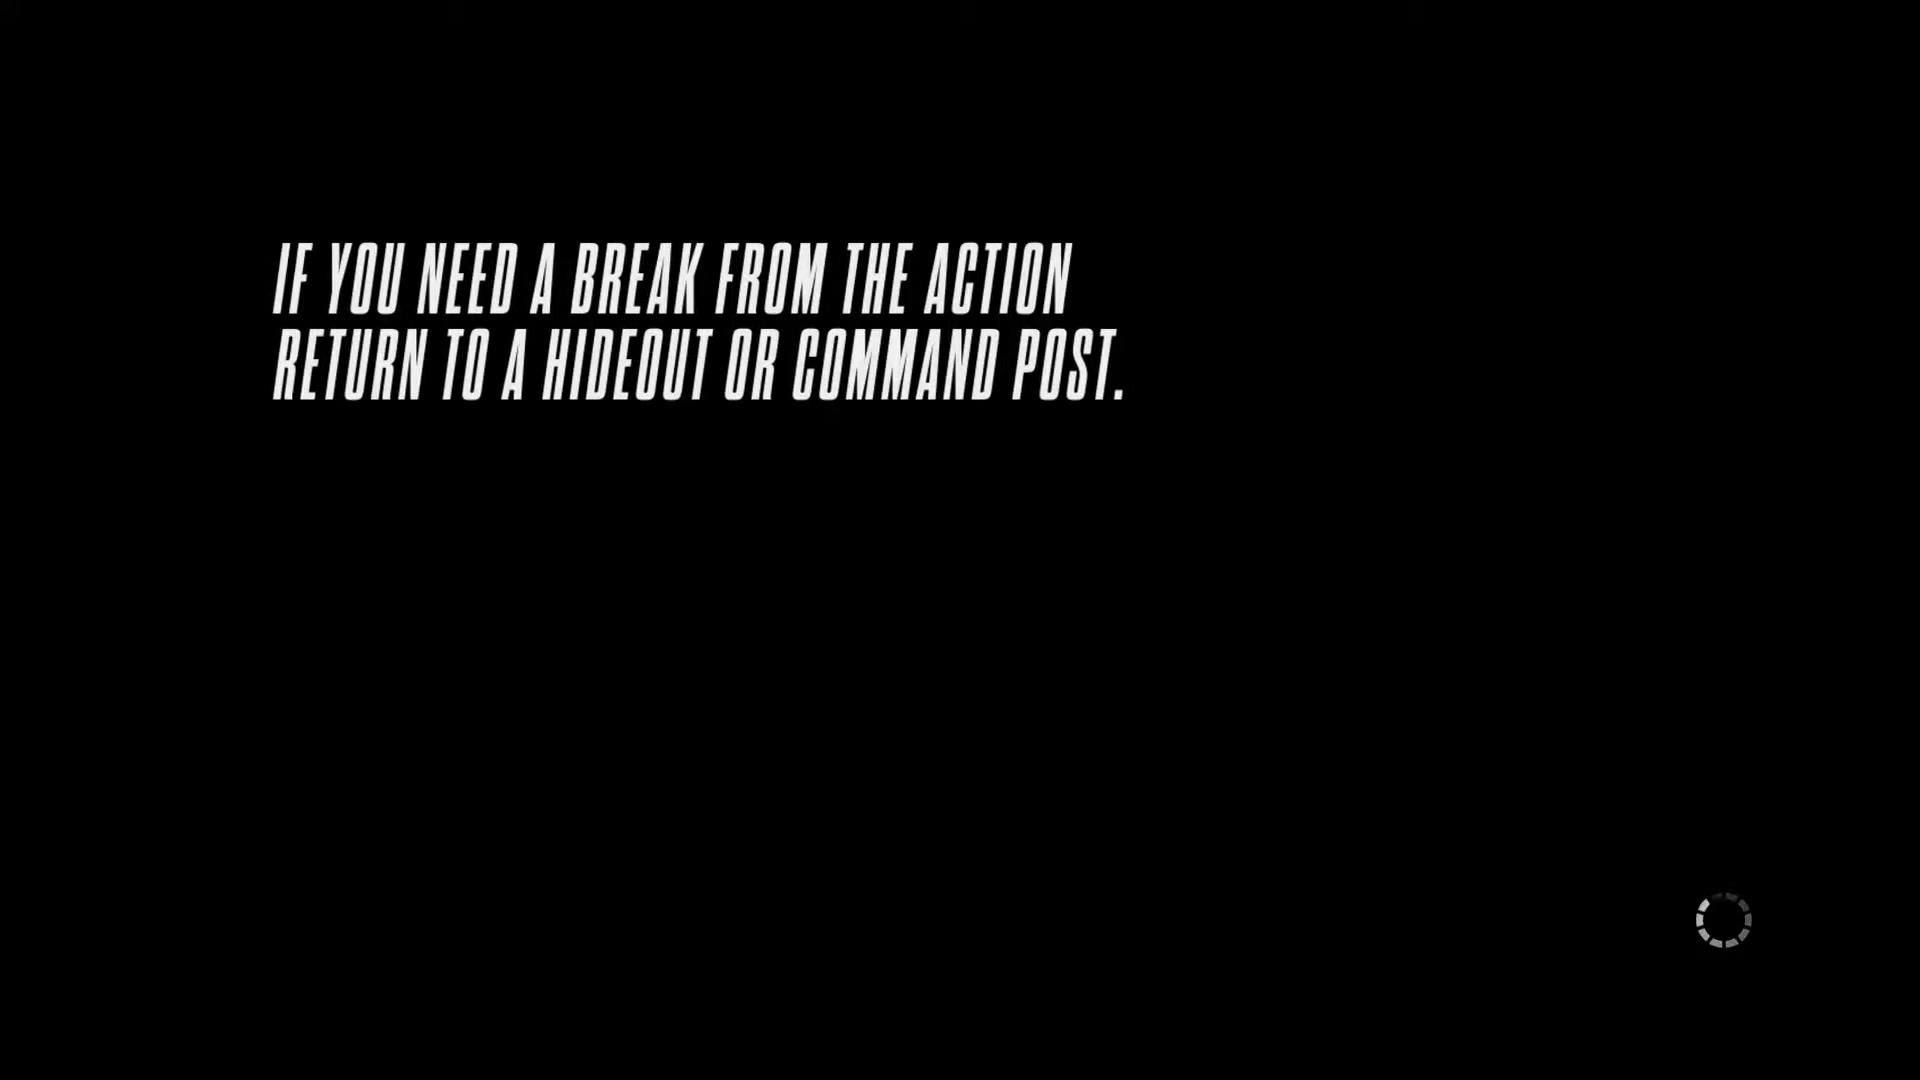 IF YOU NEED A BREAK FROM THE ACTION
RETURN TO A HIDEOUT OR COMMAND POST.